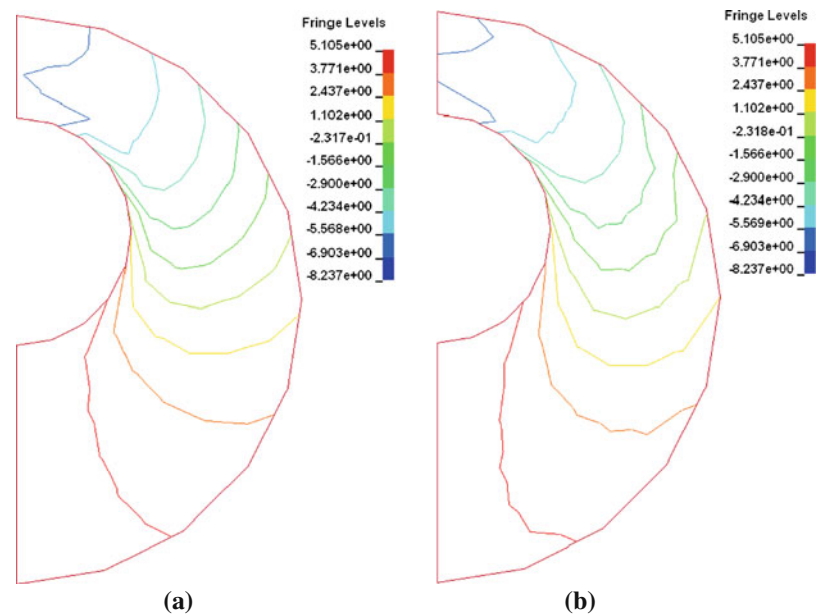 Fringe Levels
5.105e+00
3.771e+00
2.437e+00
1.102e+00
-2.317e-01
-1.566e+00
-2.900e+00
-4.234e+00
-5.568e+00
-6.903e+00
-8.237e+00
(a)
Fringe Levels
5.105e+00
3.771e+00
2.437e+00
1.102e+00
-2.318e-01
-1.566e+00
-2.900e+00
-4.234e+00
-5.569e+00
-6.903e+00
-8.237e+00
(b)